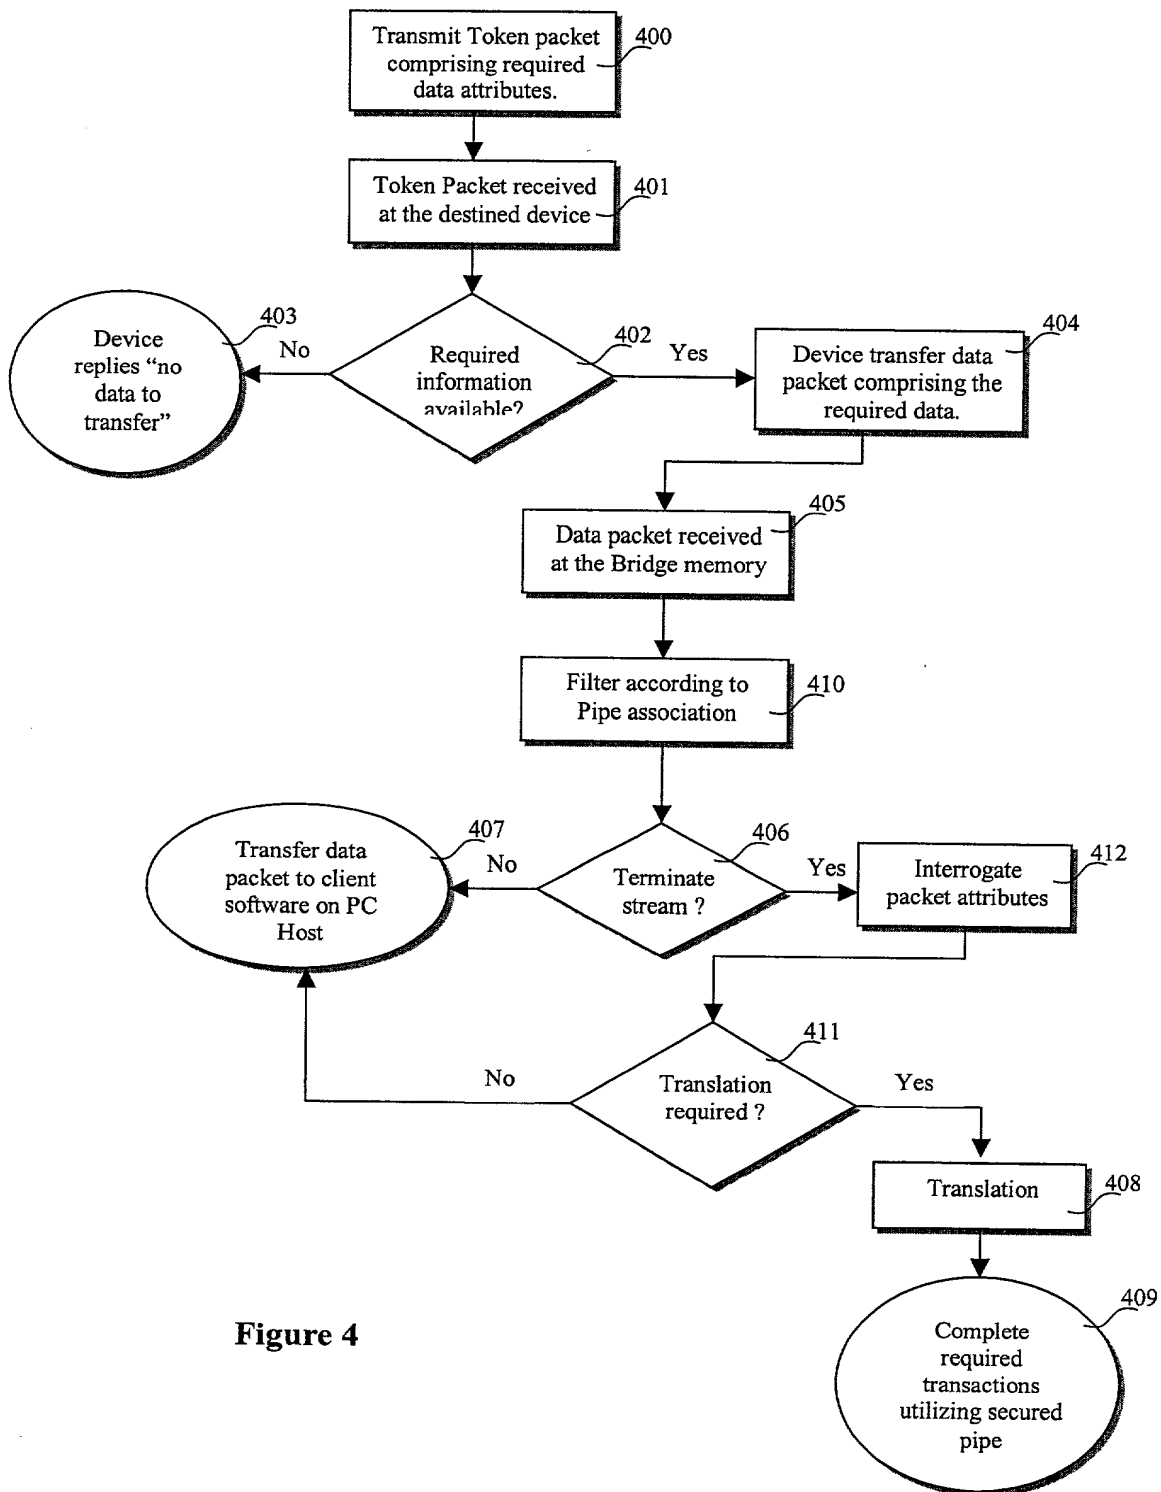 Transmit Token packet
comprising required
data attributes.
400
Token Packet received
at the destined device
401
Device
replies “no
data to
transfer”
403
No
Required
information
available?
402
Yes
Device transfer data
packet comprising the
required data.
404
Data packet received
at the Bridge memory
405
Filter according to
Pipe association
410
Transfer data
packet to client
software on PC
Host
407
No
Terminate
stream ?
406
Yes
Interrogate
packet attributes
412
No
Translation
required ?
411
Yes
Translation
408
Complete
required
transactions
utilizing secured
pipe
409
Figure 4